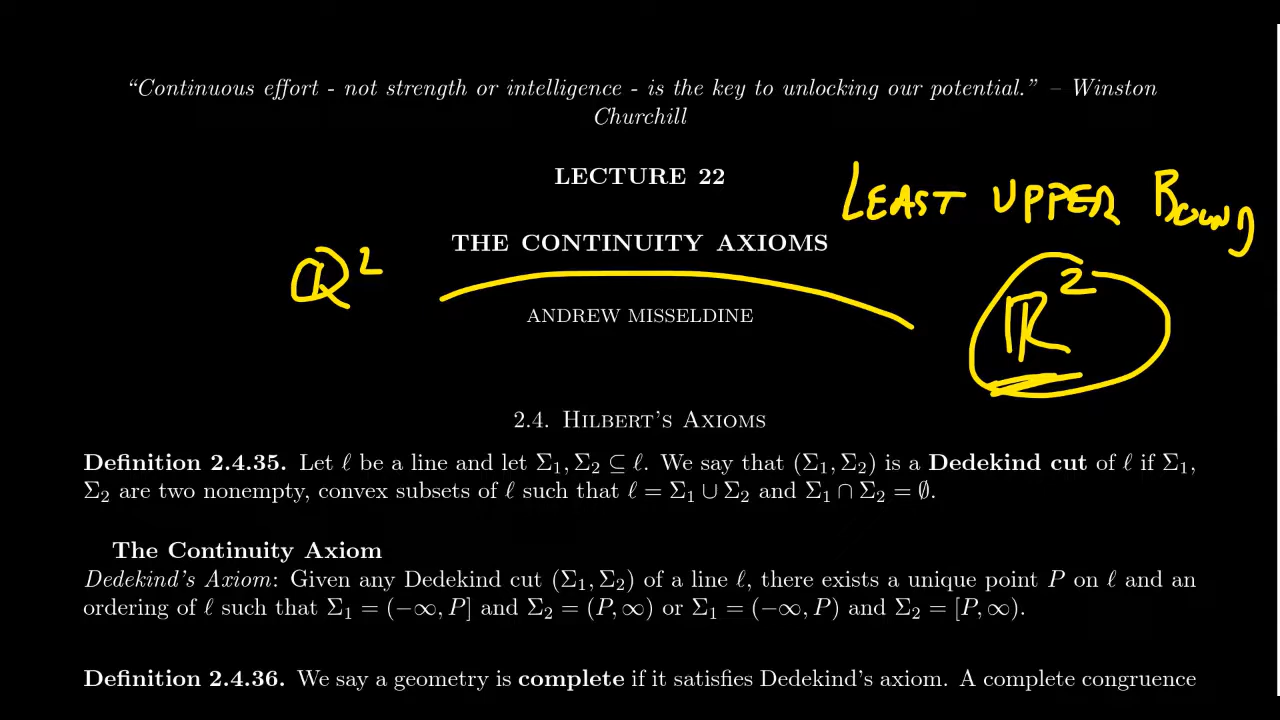 “Continuous effort - not strength or intelligence - is the key to unlocking our potential.” – Winston
Churchill
LECTURE 22
LEAST UPPER BOUND
THE CONTINUITY AXIOMS
ℚ²
ℝ²
ANDREW MISSELDINE
2.4. Hilbert’s Axioms
Definition 2.4.35. Let ℓ be a line and let Σ₁, Σ₂ ⊆ ℓ. We say that (Σ₁, Σ₂) is a Dedekind cut of ℓ if Σ₁,
Σ₂ are two nonempty, convex subsets of ℓ such that ℓ = Σ₁ ∪ Σ₂ and Σ₁ ∩ Σ₂ = ∅.
The Continuity Axiom
Dedekind’s Axiom: Given any Dedekind cut (Σ₁, Σ₂) of a line ℓ, there exists a unique point P on ℓ and an
ordering of ℓ such that Σ₁ = (−∞, P] and Σ₂ = (P, ∞) or Σ₁ = (−∞, P) and Σ₂ = [P, ∞).
Definition 2.4.36. We say a geometry is complete if it satisfies Dedekind’s axiom. A complete congruence